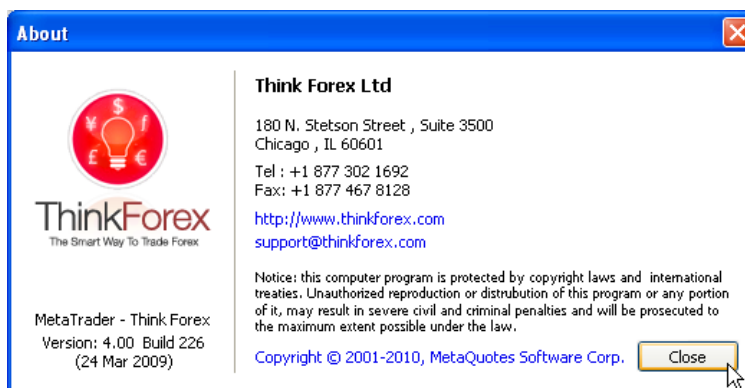 About
$
¥ f
£ €
ThinkForex
The Smart Way To Trade Forex
MetaTrader - Think Forex
Version: 4.00 Build 226
(24 Mar 2009)
Think Forex Ltd
180 N. Stetson Street , Suite 3500
Chicago , IL 60601
Tel : +1 877 302 1692
Fax: +1 877 467 8128
http://www.thinkforex.com
support@thinkforex.com
Notice: this computer program is protected by copyright laws and international
treaties. Unauthorized reproduction or distrubution of this program or any portion
of it, may result in severe civil and criminal penalties and will be prosecuted to
the maximum extent possible under the law.
Copyright © 2001-2010, MetaQuotes Software Corp.
Close